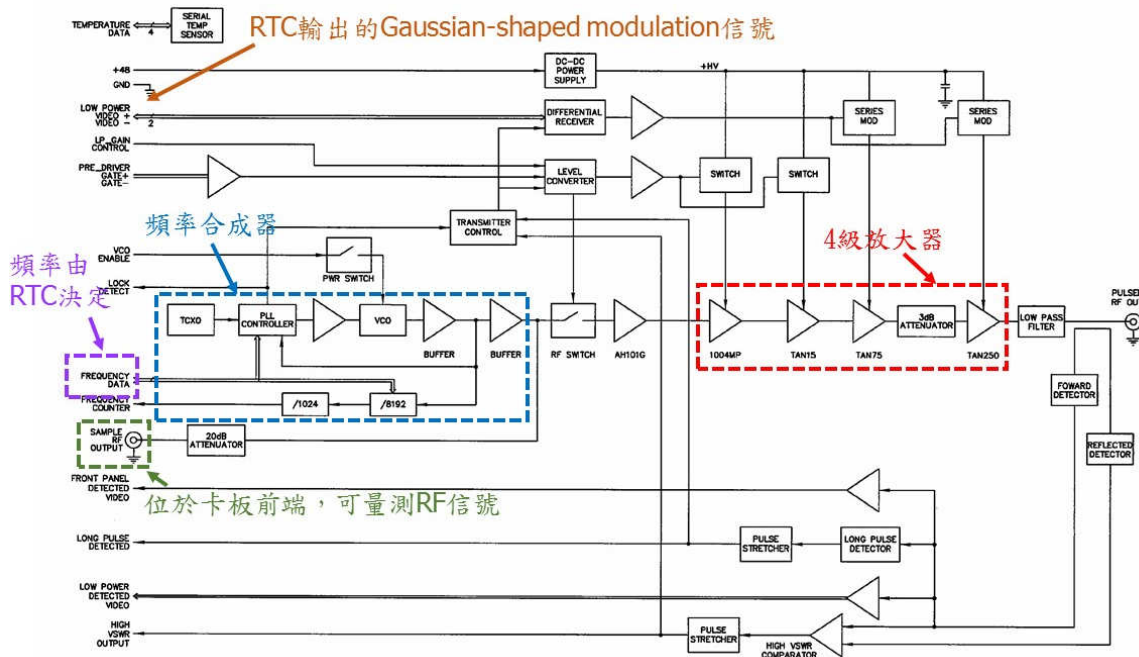 TEMPERATURE
DATA
4
SERIAL
TEMP
SENSOR
RTC輸出的Gaussian-shaped modulation信號
+48
GND
DC-DC
POWER
SUPPLY
+HV
LOW POWER
VIDEO +
VIDEO -
2
DIFFERENTIAL
RECEIVER
SERIES
MOD
SERIES
MOD
LP_GAIN
CONTROL
PRE_DRIVER
GATE+
GATE-
LEVEL
CONVERTER
SWITCH
SWITCH
頻率合成器
TRANSMITTER
CONTROL
4級放大器
VCO
ENABLE
PWR SWITCH
頻率由
RTC決定
LOCK
DETECT
TCXO
PLL
CONTROLLER
VCO
BUFFER
BUFFER
RF SWITCH
AH101G
1004MP
TAN15
TAN75
3dB
ATTENUATOR
TAN250
LOW PASS
FILTER
PULSED
RF OUT
FREQUENCY
DATA
FREQUENCY
COUNTER
/1024
/8192
FOWARD
DETECTOR
SAMPLE
RF
OUTPUT
20dB
ATTENUATOR
REFLECTED
DETECTOR
位於卡板前端，可量測RF信號
FRONT PANEL
DETECTED
VIDEO
LONG PULSE
DETECTED
PULSE
STRETCHER
LONG PULSE
DETECTOR
LOW POWER
DETECTED
VIDEO
HIGH
VSWR
OUTPUT
PULSE
STRETCHER
HIGH VSWR
COMPARATOR